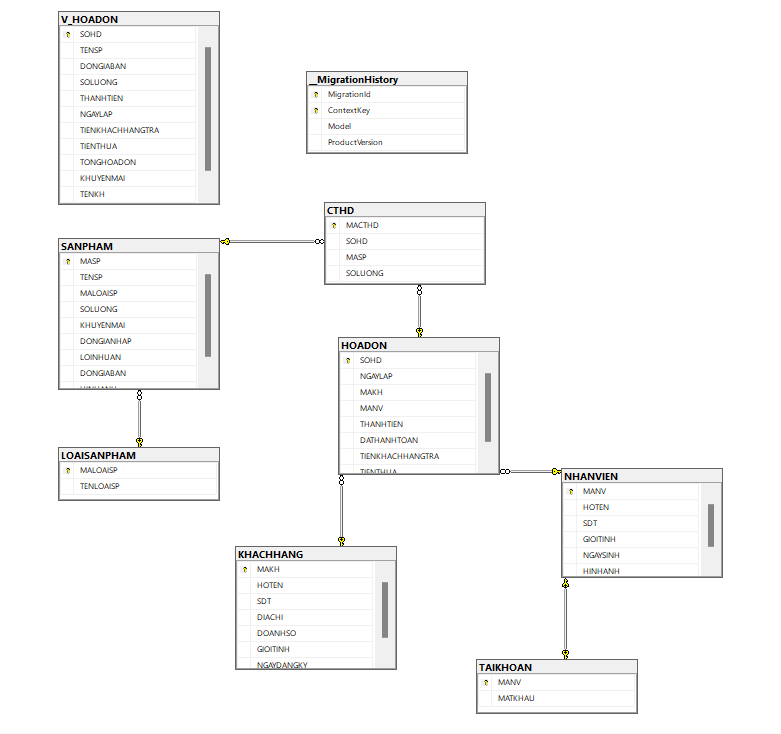 V_HOADON
SOHD
TENSP
DONGIABAN
SOLUONG
THANHTIEN
NGAYLAP
TIENKHACHHANGTRA
TIENTHUA
TONGHOADON
KHUYENMAI
TENKH
__MigrationHistory
MigrationId
ContextKey
Model
ProductVersion
CTHD
MACTHD
SOHD
MASP
SOLUONG
SANPHAM
MASP
TENSP
MALOAISP
SOLUONG
KHUYENMAI
DONGIANHAP
LOINHUAN
DONGIABAN
HINHANH
HOADON
SOHD
NGAYLAP
MAKH
MANV
THANHTIEN
DATHANHTOAN
TIENKHACHHANGTRA
TIENTHUA
LOAISANPHAM
MALOAISP
TENLOAISP
NHANVIEN
MANV
HOTEN
SDT
GIOITINH
NGAYSINH
HINHANH
KHACHHANG
MAKH
HOTEN
SDT
DIACHI
DOANHSO
GIOITINH
NGAYDANGKY
TAIKHOAN
MANV
MATKHAU